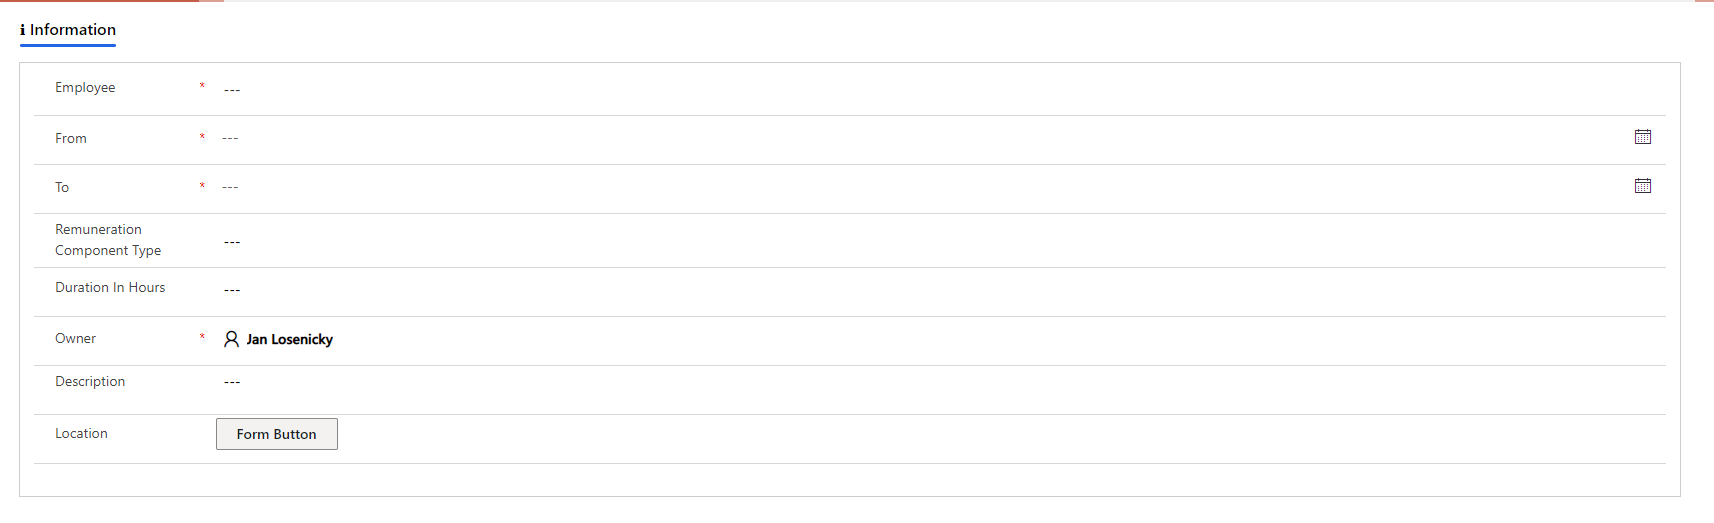 i Information
Employee * ---
From * ---
To * ---
Remuneration
Component Type ---
Duration In Hours ---
Owner * Jan Losenicky
Description ---
Location Form Button